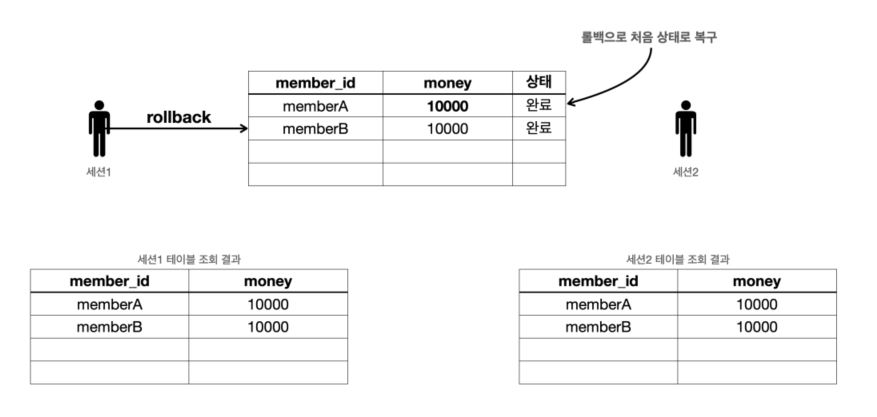 롤백으로 처음 상태로 복구
member_id money 상태
memberA 10000 완료
rollback
memberB 10000 완료
세션1
세션2
세션1 테이블 조회 결과
member_id money
memberA 10000
memberB 10000
세션2 테이블 조회 결과
member_id money
memberA 10000
memberB 10000